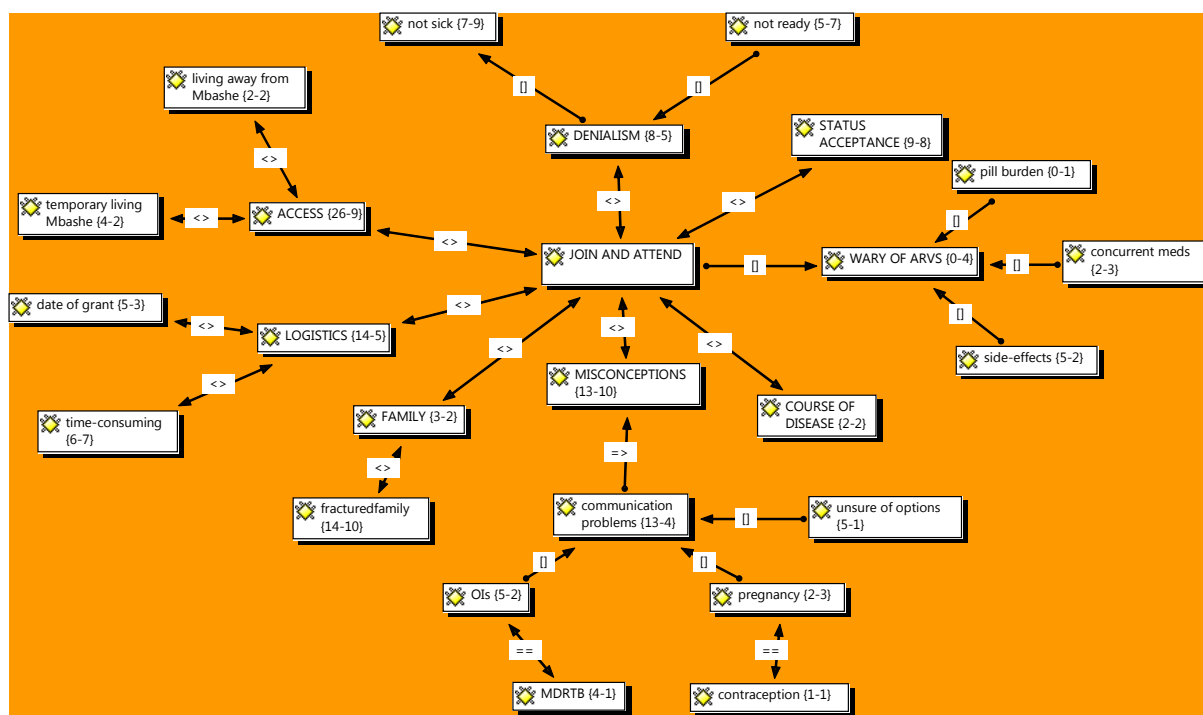 not sick {7-9}
not ready {5-7}
living away from
Mbashe {2-2}
[]
[]
DENIALISM {8-5}
STATUS
ACCEPTANCE {9-8}
<>
pill burden {0-1}
temporary living
Mbashe {4-2}
<>
ACCESS {26-9}
<>
<>
[]
<>
JOIN AND ATTEND
[]
WARY OF ARVS {0-4}
[]
concurrent meds
{2-3}
date of grant {5-3}
<>
LOGISTICS {14-5}
<>
<>
<>
<>
[]
side-effects {5-2}
<>
MISCONCEPTIONS
{13-10}
time-consuming
{6-7}
FAMILY {3-2}
COURSE OF
DISEASE {2-2}
<>
=>
fracturedfamily
{14-10}
communication
problems {13-4}
[]
unsure of options
{5-1}
[]
[]
OIs {5-2}
pregnancy {2-3}
==
==
MDRTB {4-1}
contraception {1-1}